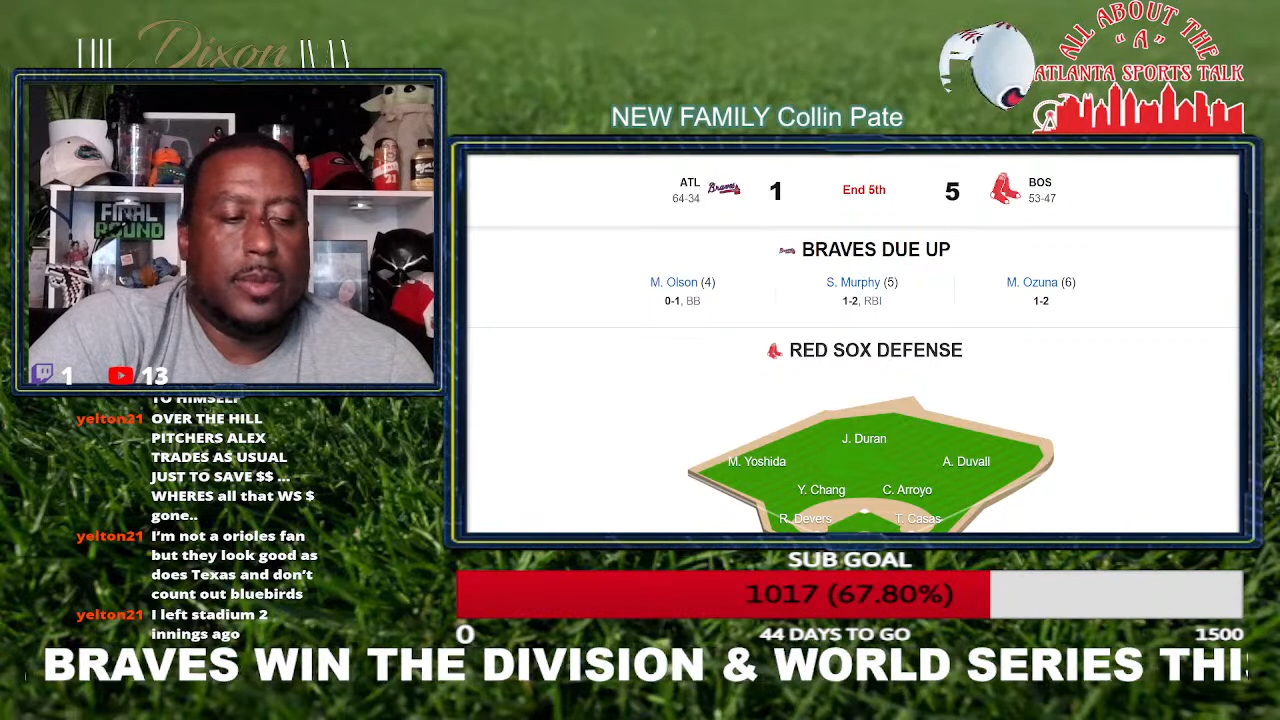 Dixon
ALL ABOUT THE
"A"
ATLANTA SPORTS TALK
NEW FAMILY Collin Pate
FINAL
ROUND
ATL
64-34
Braves
1
End 5th
5
BOS
53-47
BRAVES DUE UP
M. Olson (4)
S. Murphy (5)
M. Ozuna (6)
0-1, BB
1-2, RBI
1-2
RED SOX DEFENSE
J. Duran
M. Yoshida
A. Duvall
Y. Chang
C. Arroyo
R. Devers
T. Casas
1
13
TO HIMSELF
yelton21 OVER THE HILL
PITCHERS ALEX
TRADES AS USUAL
JUST TO SAVE $$ ...
WHERES all that WS $
gone..
yelton21 I'm not a orioles fan
but they look good as
does Texas and don't
count out bluebirds
yelton21 I left stadium 2
innings ago
SUB GOAL
1017 (67.80%)
0
44 DAYS TO GO
1500
BRAVES WIN THE DIVISION & WORLD SERIES THI